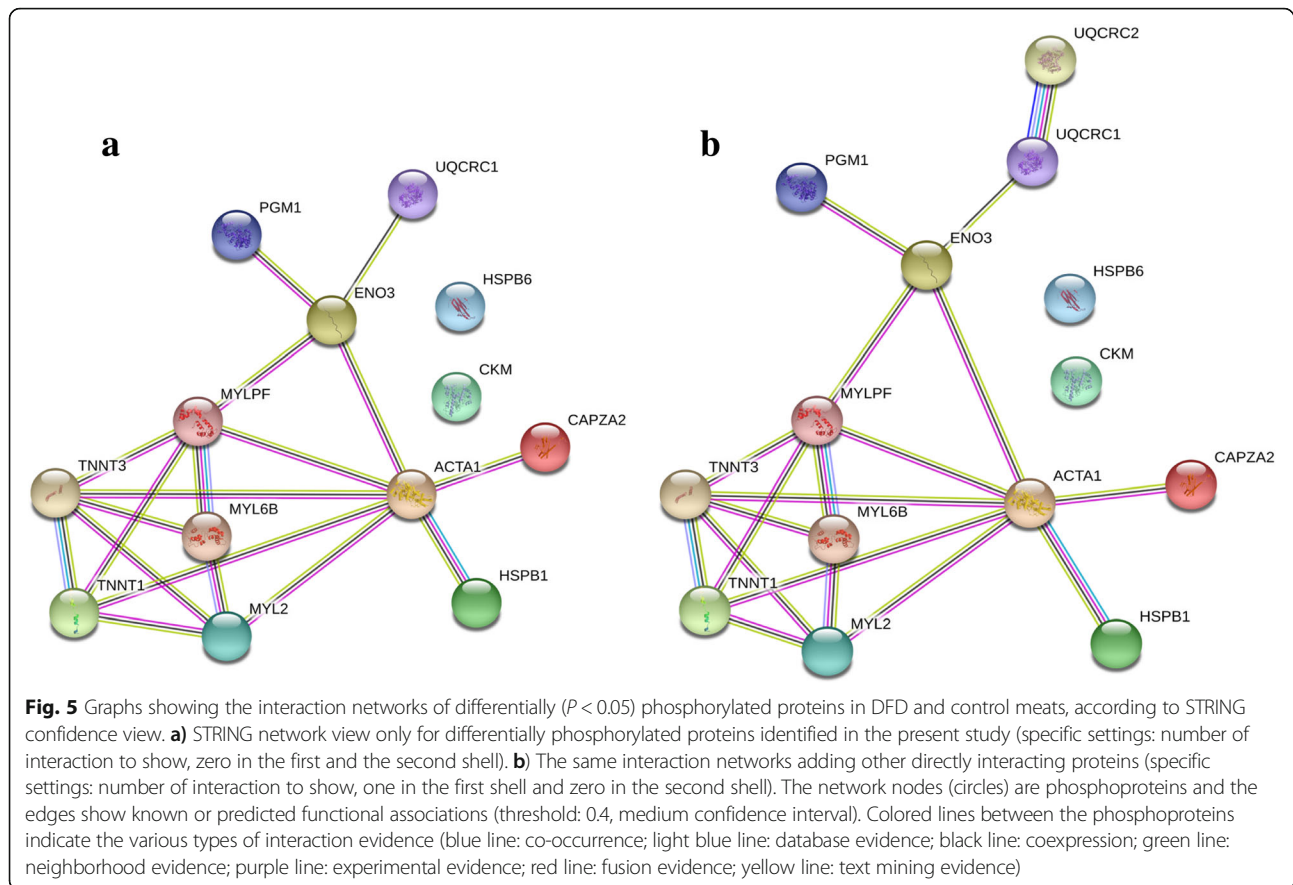 a
UQCRC1
PGM1
ENO3
HSPB6
CKM
MYLPF
CAPZA2
TNNT3
ACTA1
MYL6B
TNNT1
MYL2
HSPB1
b
UQCRC2
UQCRC1
PGM1
ENO3
HSPB6
CKM
MYLPF
TNNT3
ACTA1
CAPZA2
MYL6B
TNNT1
MYL2
HSPB1
Fig. 5 Graphs showing the interaction networks of differentially (P < 0.05) phosphorylated proteins in DFD and control meats, according to STRING
confidence view. a) STRING network view only for differentially phosphorylated proteins identified in the present study (specific settings: number of
interaction to show, zero in the first and the second shell). b) The same interaction networks adding other directly interacting proteins (specific
settings: number of interaction to show, one in the first shell and zero in the second shell). The network nodes (circles) are phosphoproteins and the
edges show known or predicted functional associations (threshold: 0.4, medium confidence interval). Colored lines between the phosphoproteins
indicate the various types of interaction evidence (blue line: co-occurrence; light blue line: database evidence; black line: coexpression; green line:
neighborhood evidence; purple line: experimental evidence; red line: fusion evidence; yellow line: text mining evidence)